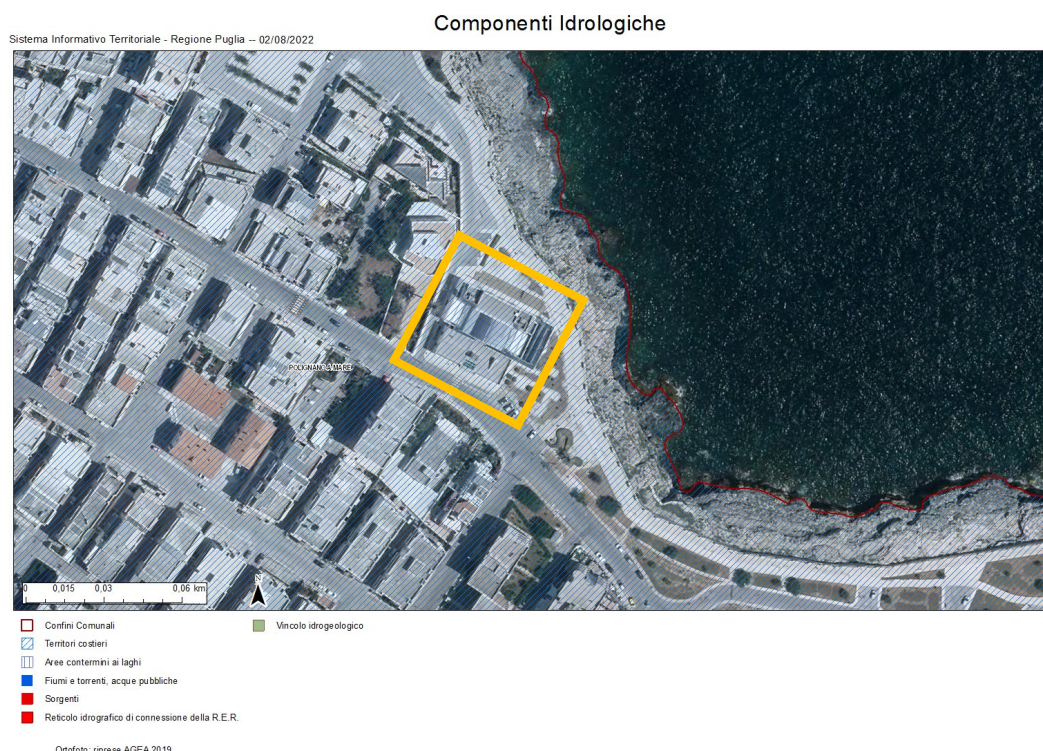 Componenti Idrologiche
Sistema Informativo Territoriale - Regione Puglia -- 02/08/2022
POLIGNANO A MARE
0 0,015 0,03 0,06 km
N
Confini Comunali
Vincolo idrogeologico
Territori costieri
Aree contermini ai laghi
Fiumi e torrenti, acque pubbliche
Sorgenti
Reticolo idrografico di connessione della R.E.R.
Ortofoto: riprese AGEA 2019